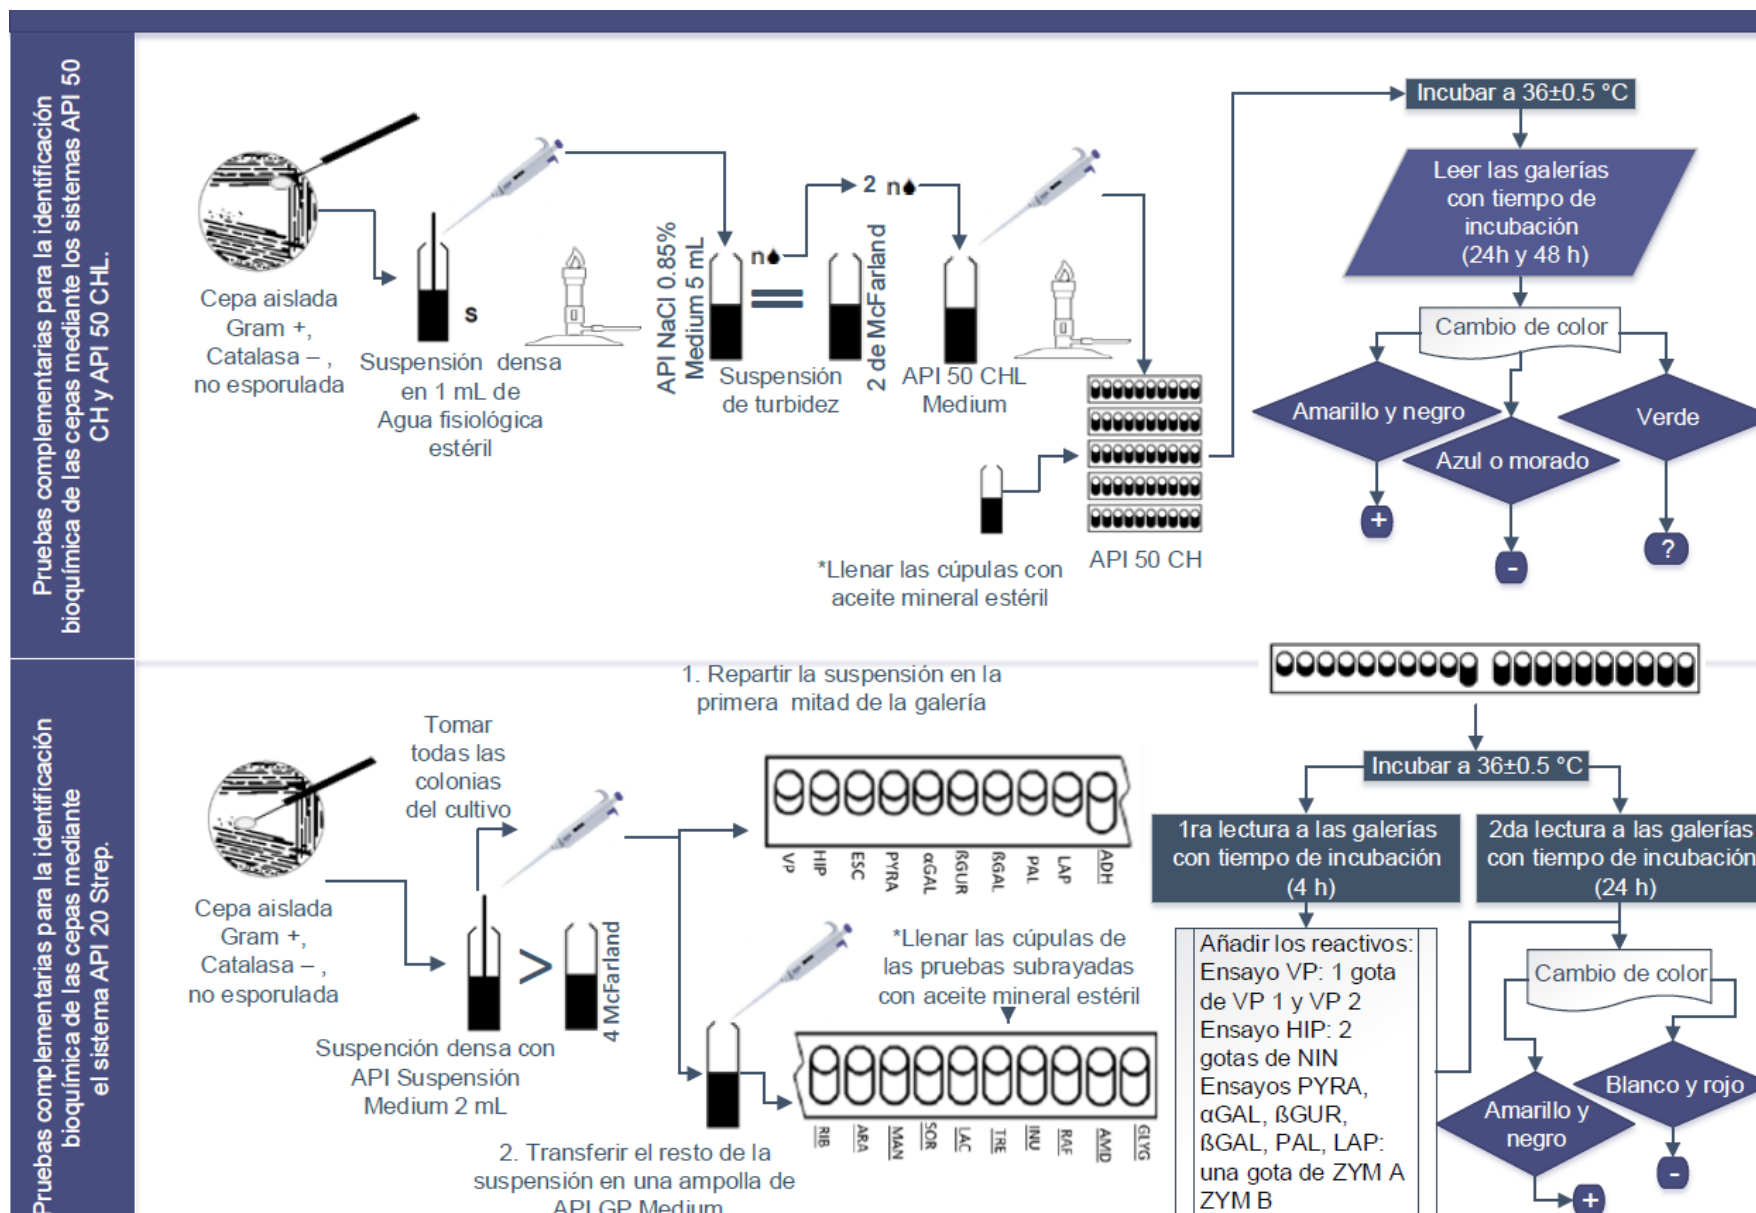 Pruebas complementarias para la identificación
bioquímica de las cepas mediante los sistemas API 50
CH y API 50 CHL.
Cepa aislada
Gram +,
Catalasa – ,
no esporulada
S
Suspensión densa
en 1 mL de
Agua fisiológica
estéril
API NaCl 0.85%
Medium 5 mL
n
2 de McFarland
Suspensión
de turbidez
2 n
API 50 CHL
Medium
*Llenar las cúpulas con
aceite mineral estéril
API 50 CH
Incubar a 36±0.5 °C
Leer las galerías
con tiempo de
incubación
(24h y 48 h)
Cambio de color
Amarillo y negro
Azul o morado
Verde
+
-
?
Pruebas complementarias para la identificación
bioquímica de las cepas mediante
el sistema API 20 Strep.
Cepa aislada
Gram +,
Catalasa – ,
no esporulada
Tomar
todas las
colonias
del cultivo
>
4 McFarland
Suspención densa con
API Suspensión
Medium 2 mL
1. Repartir la suspensión en la
primera mitad de la galería
VP
HIP
ESC
PYRA
αGAL
ßGUR
ßGAL
PAL
LAP
ADH
*Llenar las cúpulas de
las pruebas subrayadas
con aceite mineral estéril
RIB
ARA
MAN
SOR
LAC
TRE
INU
RAF
AMD
GLYG
2. Transferir el resto de la
suspensión en una ampolla de
API GP Medium
Incubar a 36±0.5 °C
1ra lectura a las galerías
con tiempo de incubación
(4 h)
2da lectura a las galerías
con tiempo de incubación
(24 h)
Añadir los reactivos:
Ensayo VP: 1 gota
de VP 1 y VP 2
Ensayo HIP: 2
gotas de NIN
Ensayos PYRA,
αGAL, ßGUR,
ßGAL, PAL, LAP:
una gota de ZYM A
ZYM B
Cambio de color
Amarillo y
negro
Blanco y rojo
+
-